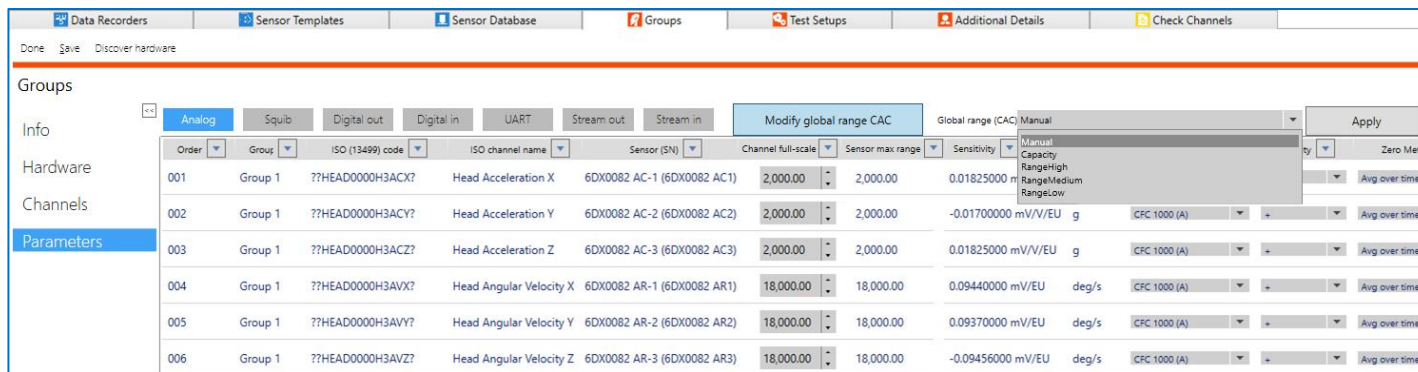 Data Recorders Sensor Templates Sensor Database Groups Test Setups Additional Details Check Channels
Done Save Discover hardware
Groups
<<
Info
Hardware
Channels
Parameters
Analog Squib Digital out Digital in UART Stream out Stream in Modify global range CAC Global range (CAC) Manual Apply
Manual
Capacity
RangeHigh
RangeMedium
RangeLow
Order Group ISO (13499) code ISO channel name Sensor (SN) Channel full-scale Sensor max range Sensitivity ty Zero Met
001 Group 1 ??HEAD0000H3ACX? Head Acceleration X 6DX0082 AC-1 (6DX0082 AC1) 2,000.00 2,000.00 0.01825000 m Avg over time
002 Group 1 ??HEAD0000H3ACY? Head Acceleration Y 6DX0082 AC-2 (6DX0082 AC2) 2,000.00 2,000.00 -0.01700000 mV/V/EU g CFC 1000 (A) + Avg over time
003 Group 1 ??HEAD0000H3ACZ? Head Acceleration Z 6DX0082 AC-3 (6DX0082 AC3) 2,000.00 2,000.00 0.01825000 mV/V/EU g CFC 1000 (A) + Avg over time
004 Group 1 ??HEAD0000H3AVX? Head Angular Velocity X 6DX0082 AR-1 (6DX0082 AR1) 18,000.00 18,000.00 0.09440000 mV/EU deg/s CFC 1000 (A) + Avg over time
005 Group 1 ??HEAD0000H3AVY? Head Angular Velocity Y 6DX0082 AR-2 (6DX0082 AR2) 18,000.00 18,000.00 0.09370000 mV/EU deg/s CFC 1000 (A) + Avg over time
006 Group 1 ??HEAD0000H3AVZ? Head Angular Velocity Z 6DX0082 AR-3 (6DX0082 AR3) 18,000.00 18,000.00 -0.09456000 mV/EU deg/s CFC 1000 (A) + Avg over time